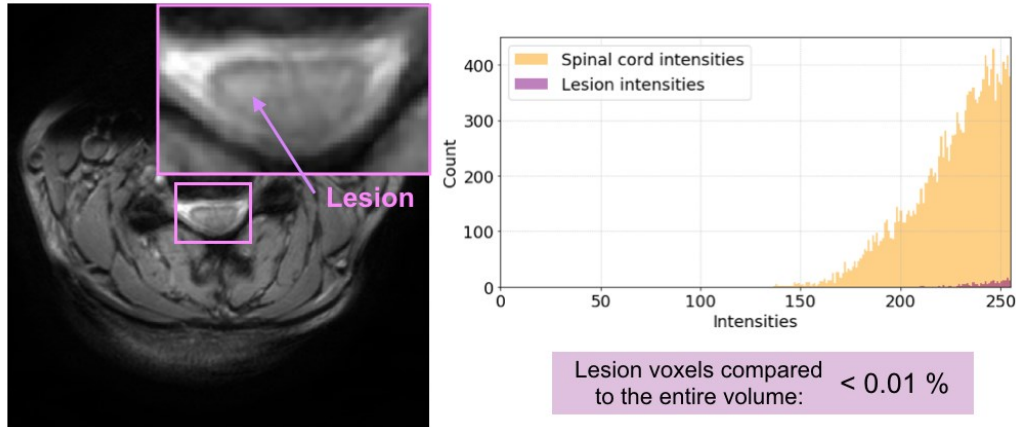 Lesion
Spinal cord intensities
Lesion intensities
Count
400
300
200
100
0
0
50
100
150
200
250
Intensities
Lesion voxels compared
to the entire volume:
< 0.01 %